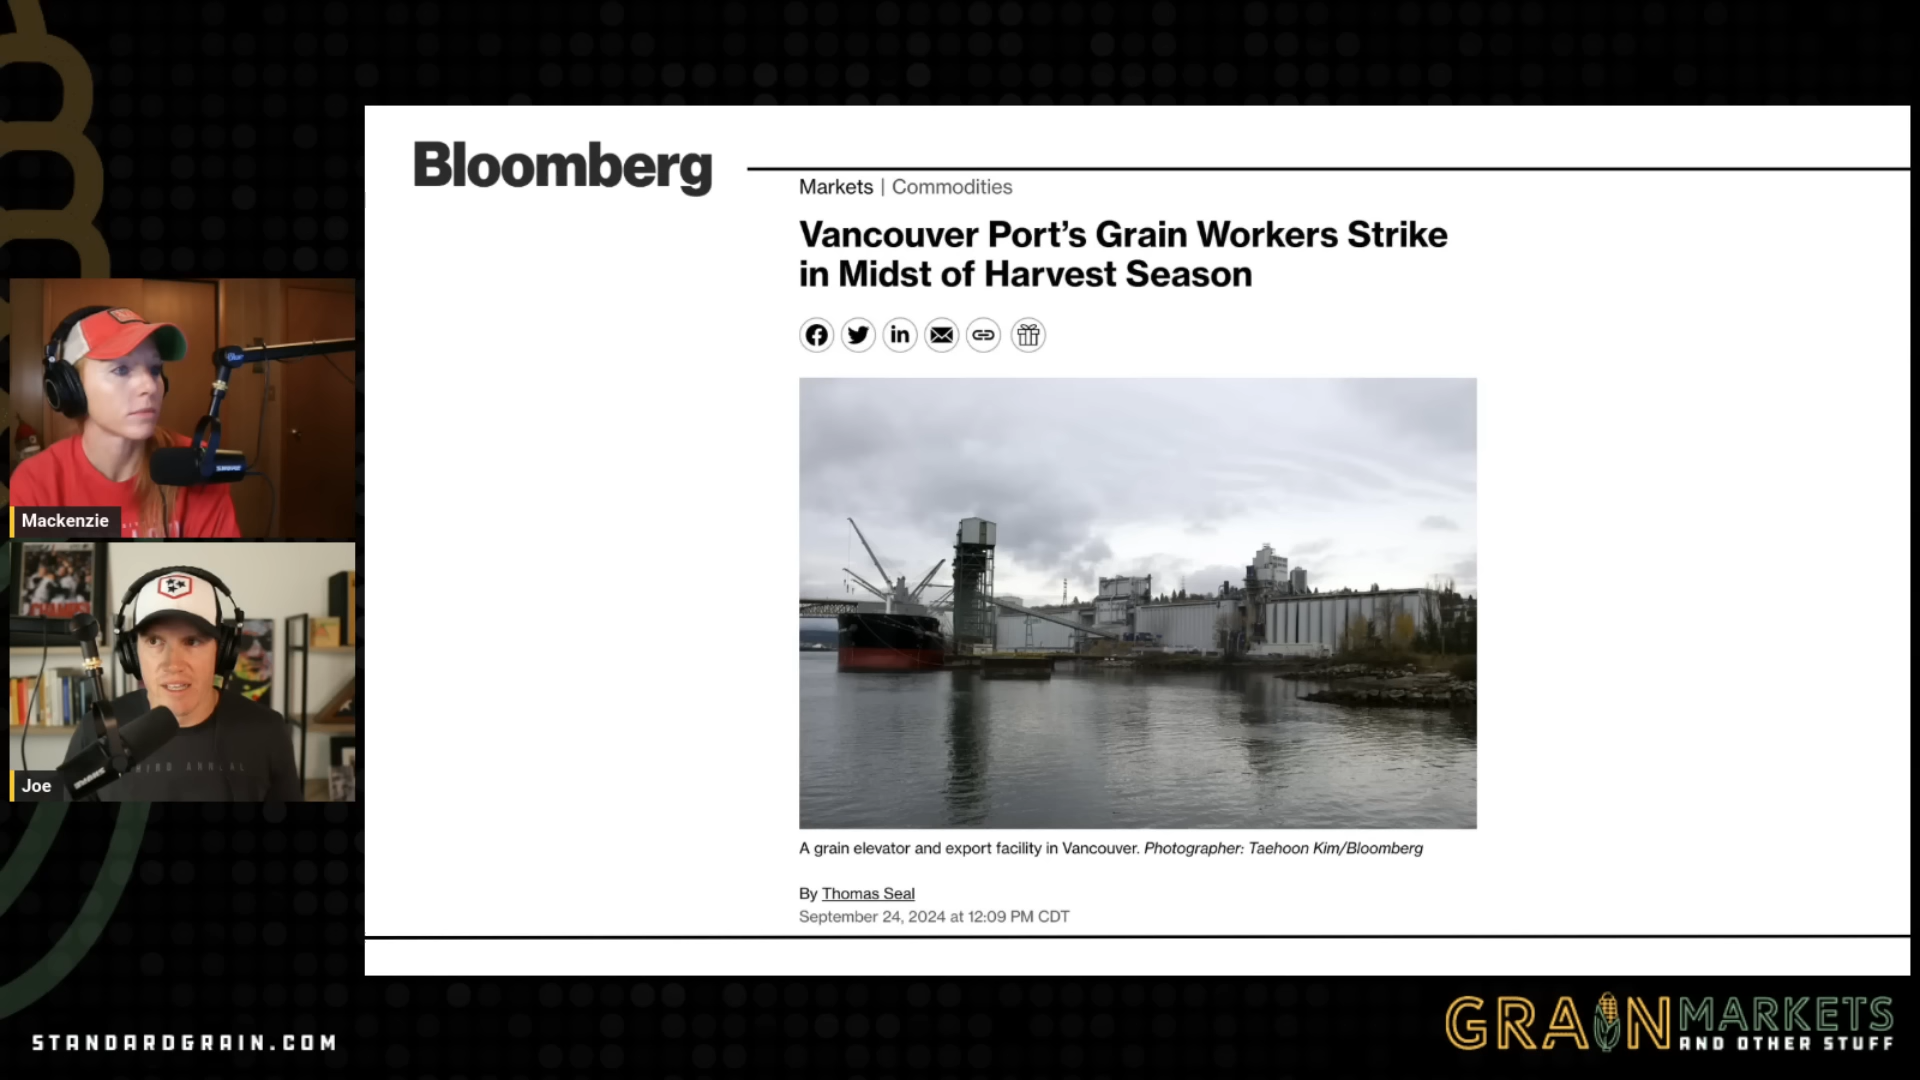 Bloomberg
Markets | Commodities
Vancouver Port's Grain Workers Strike
in Midst of Harvest Season
A grain elevator and export facility in Vancouver. Photographer: Taehoon Kim/Bloomberg
By Thomas Seal
September 24, 2024 at 12:09 PM CDT
Mackenzie
Joe
STANDARDGRAIN.COM
GRAIN MARKETS
AND OTHER STUFF